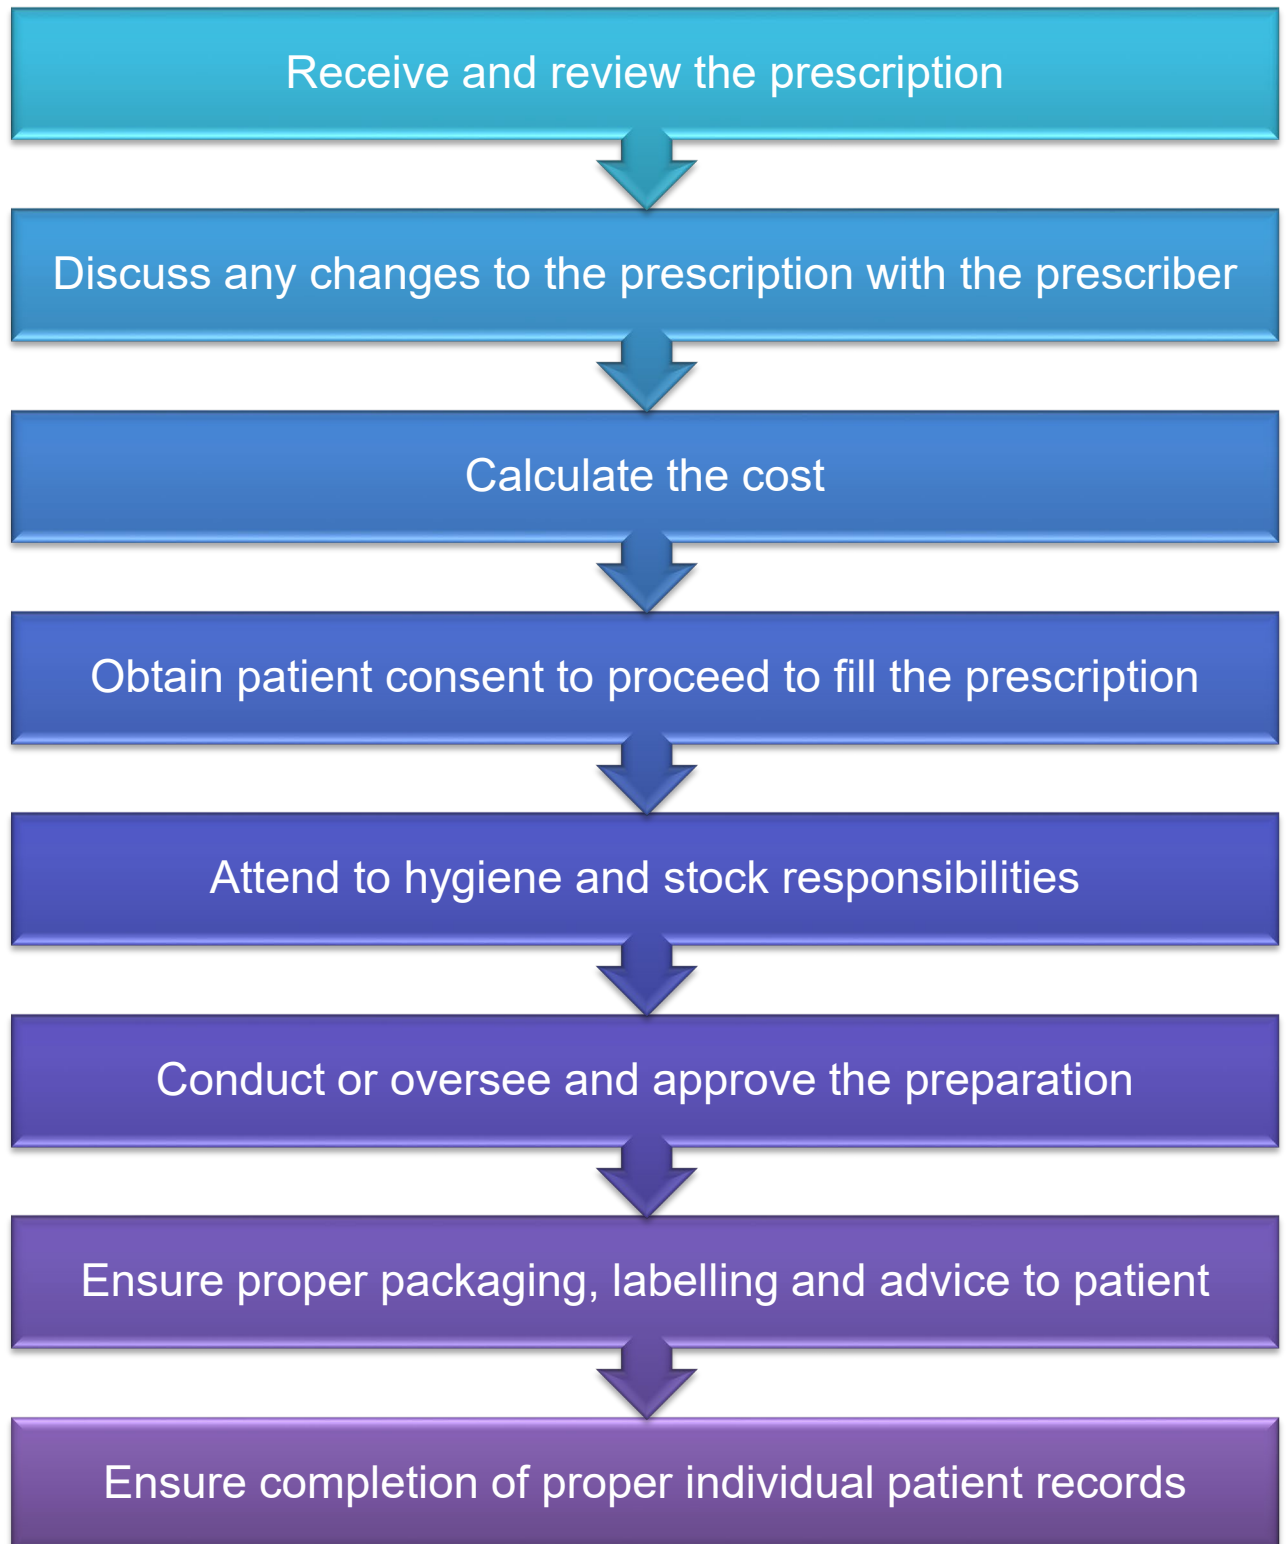 Receive and review the prescription
Discuss any changes to the prescription with the prescriber
Calculate the cost
Obtain patient consent to proceed to fill the prescription
Attend to hygiene and stock responsibilities
Conduct or oversee and approve the preparation
Ensure proper packaging, labelling and advice to patient
Ensure completion of proper individual patient records